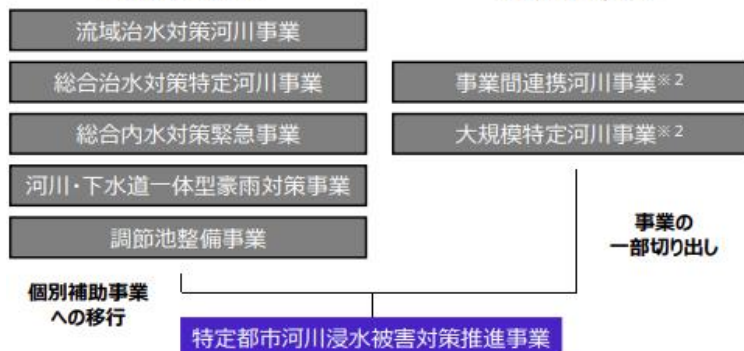 流域治水対策河川事業
総合治水対策特定河川事業
総合内水対策緊急事業
河川・下水道一体型豪雨対策事業
調節池整備事業
事業間連携河川事業※2
大規模特定河川事業※2
事業の
一部切り出し
個別補助事業
への移行
特定都市河川浸水被害対策推進事業